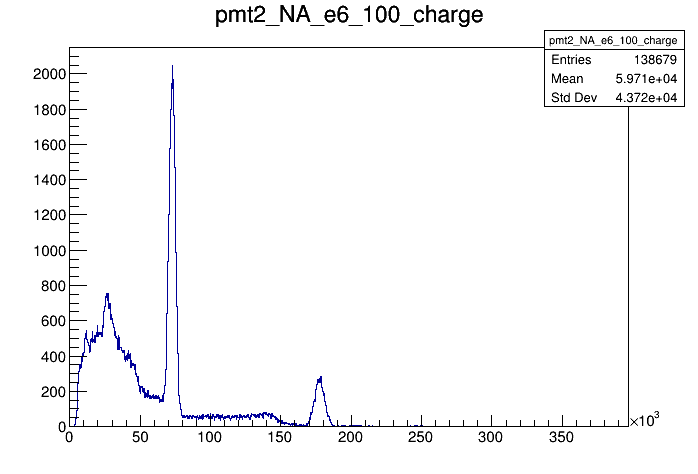 pmt2_NA_e6_100_charge
pmt2_NA_e6_100_charge
Entries 138679
Mean 5.971e+04
Std Dev 4.372e+04
2000
1800
1600
1400
1200
1000
800
600
400
200
0
0 50 100 150 200 250 300 350
×10³